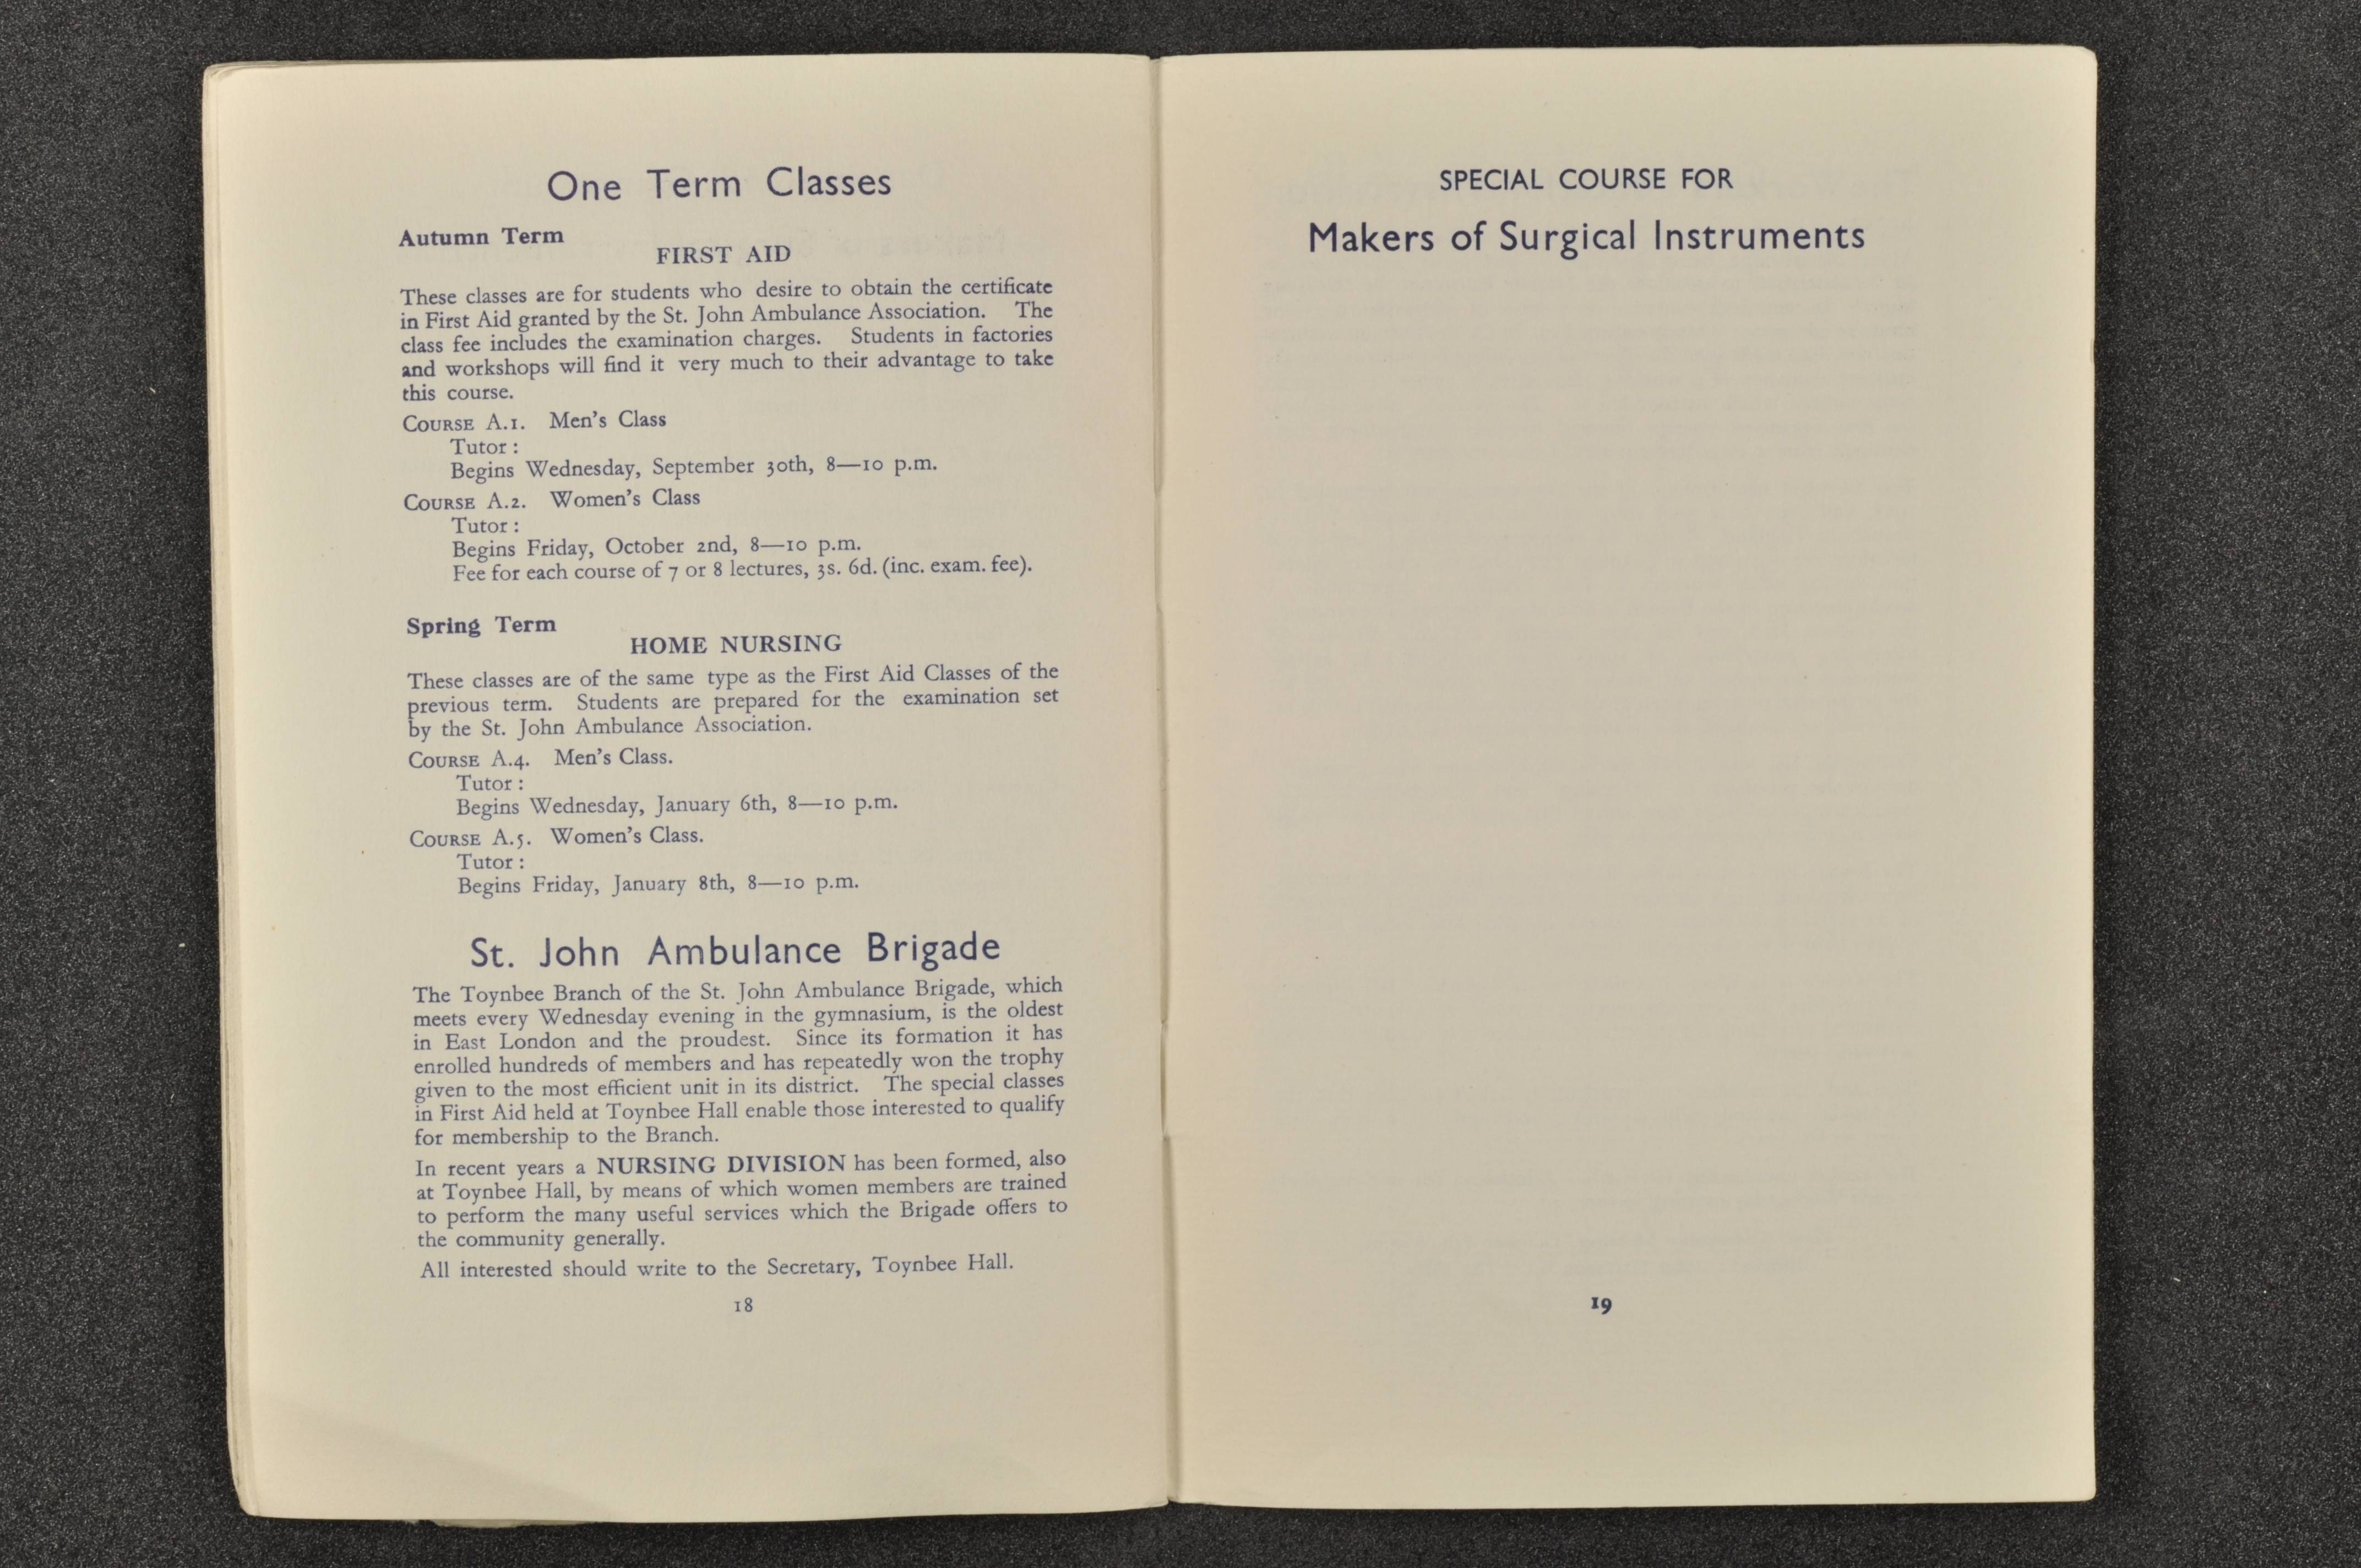 One Term Classes
Autumn Term
FIRST AID
These classes are for students who desire to obtain the certificate
in First Aid granted by the St. John Ambulance Association. The
class fee includes the examination charges. Students in factories
and workshops will find it very much to their advantage to take
this course.
COURSE A.1. Men's Class
Tutor :
Begins Wednesday, September 30th, 8—10 p.m.
COURSE A.2. Women's Class
Tutor :
Begins Friday, October 2nd, 8—10 p.m.
Fee for each course of 7 or 8 lectures, 3s. 6d. (inc. exam. fee).
Spring Term
HOME NURSING
These classes are of the same type as the First Aid Classes of the
previous term. Students are prepared for the examination set
by the St. John Ambulance Association.
COURSE A.4. Men's Class.
Tutor :
Begins Wednesday, January 6th, 8—10 p.m.
COURSE A.5. Women's Class.
Tutor :
Begins Friday, January 8th, 8—10 p.m.
St. John Ambulance Brigade
The Toynbee Branch of the St. John Ambulance Brigade, which
meets every Wednesday evening in the gymnasium, is the oldest
in East London and the proudest. Since its formation it has
enrolled hundreds of members and has repeatedly won the trophy
given to the most efficient unit in its district. The special classes
in First Aid held at Toynbee Hall enable those interested to qualify
for membership to the Branch.
In recent years a NURSING DIVISION has been formed, also
at Toynbee Hall, by means of which women members are trained
to perform the many useful services which the Brigade offers to
the community generally.
All interested should write to the Secretary, Toynbee Hall.
18
SPECIAL COURSE FOR
Makers of Surgical Instruments
19